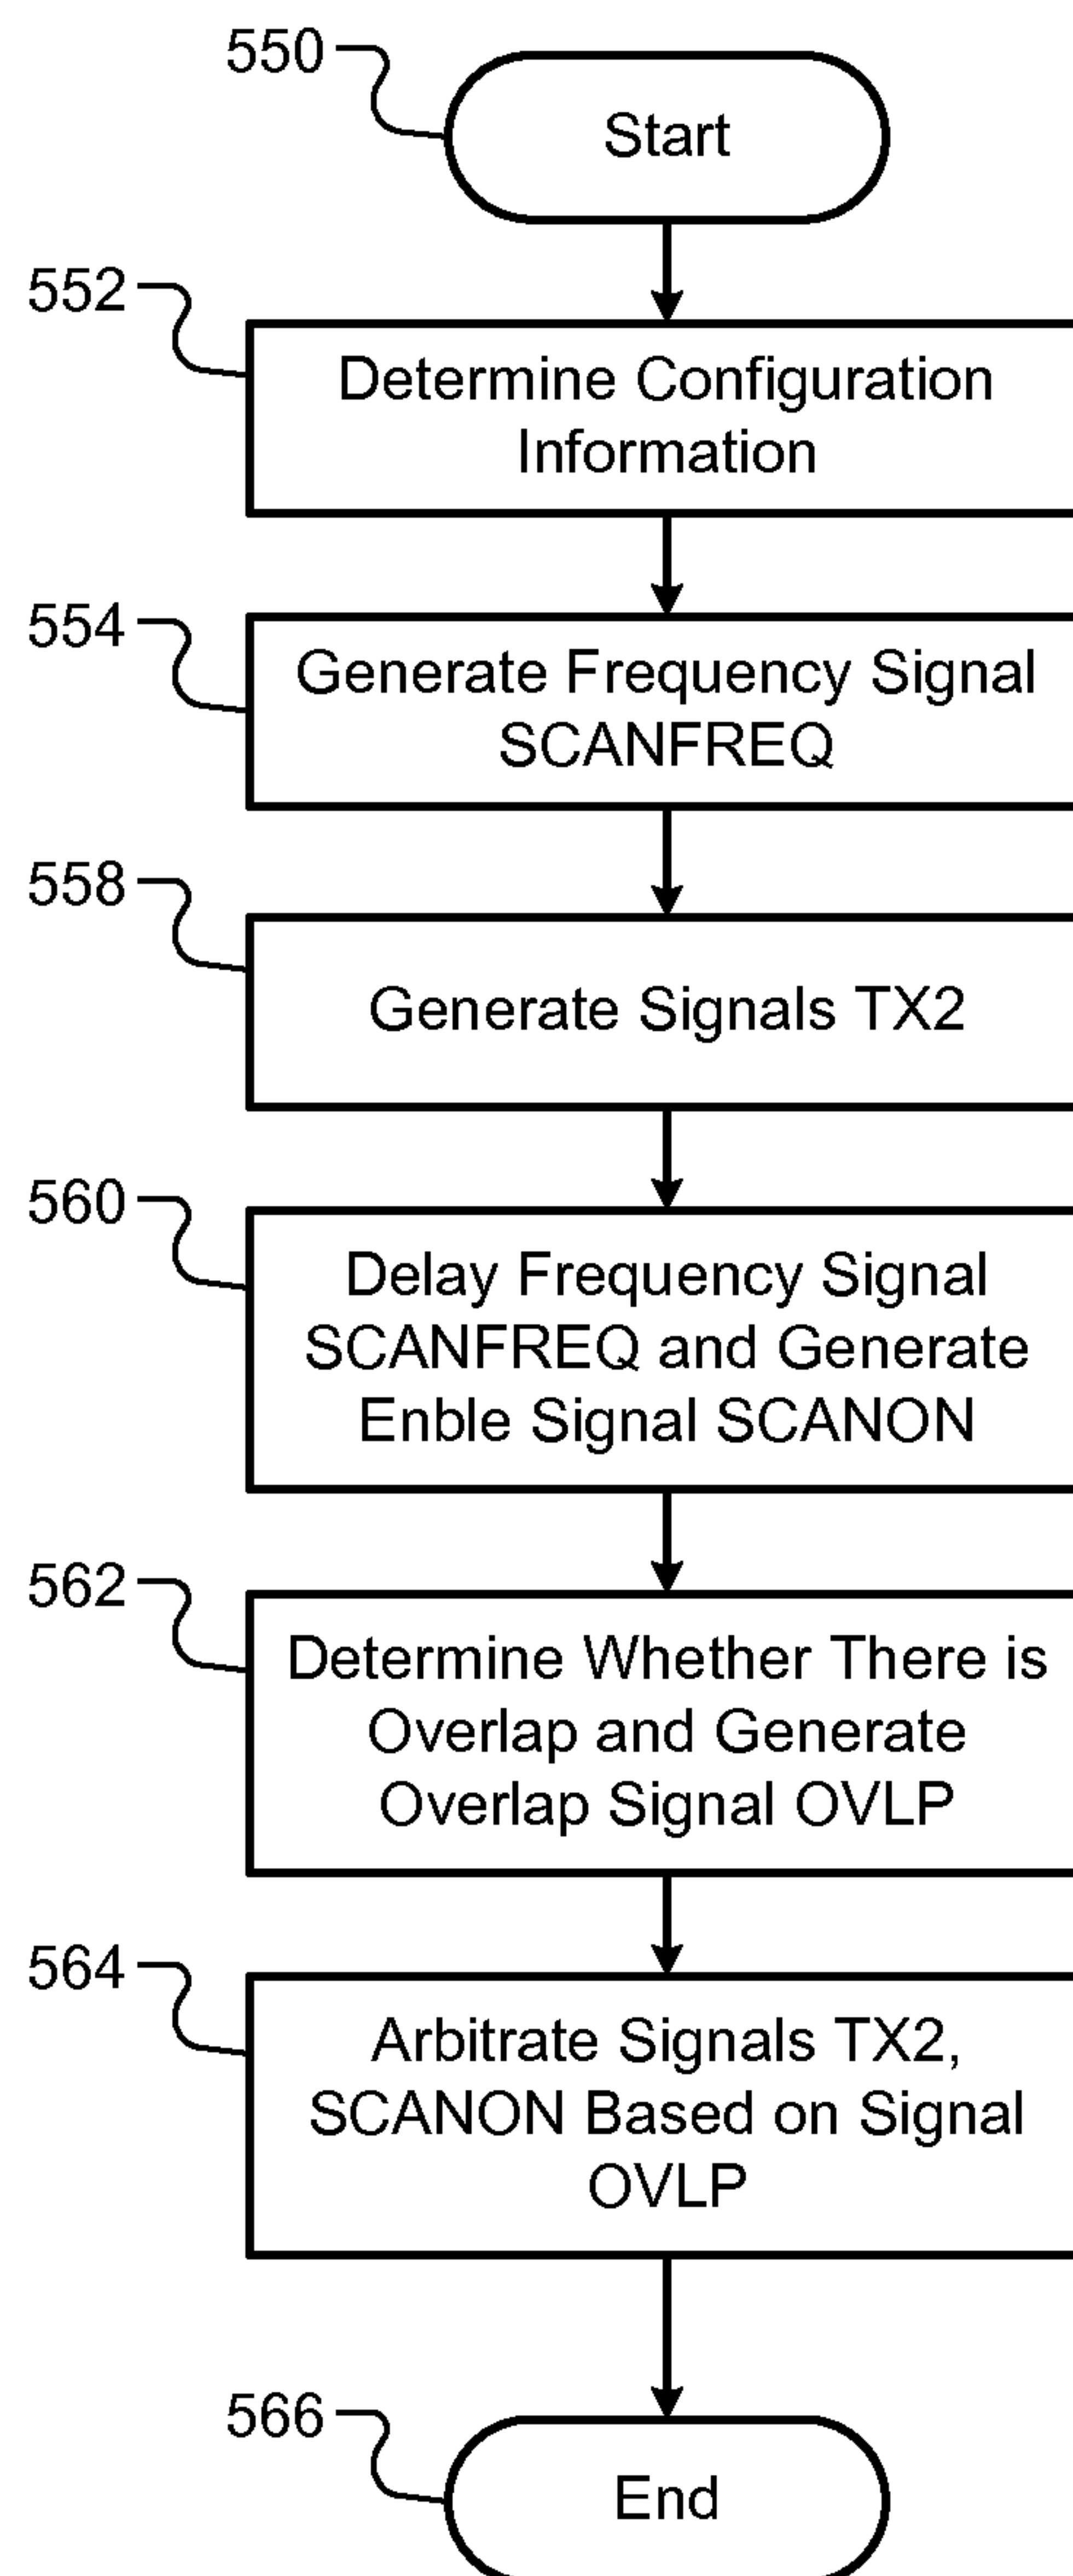 550
Start
552
Determine Configuration
Information
554
Generate Frequency Signal
SCANFREQ
558
Generate Signals TX2
560
Delay Frequency Signal
SCANFREQ and Generate
Enble Signal SCANON
562
Determine Whether There is
Overlap and Generate
Overlap Signal OVLP
564
Arbitrate Signals TX2,
SCANON Based on Signal
OVLP
566
End